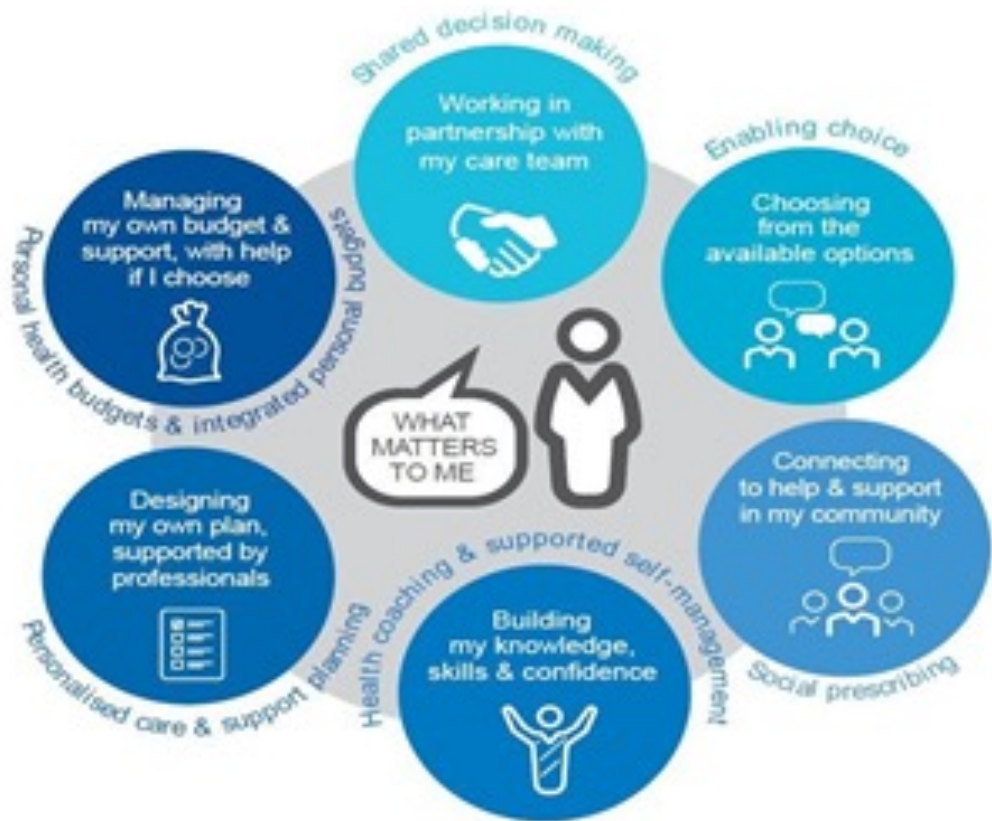 Shared decision making
Working in
partnership with
my care team
Enabling choice
Choosing
from the
available options
Connecting
to help & support
in my community
Social prescribing
Health coaching & supported self-management
Building
my knowledge,
skills & confidence
Designing
my own plan,
supported by
professionals
Personalised care & support planning
Managing
my own budget &
support, with help
if I choose
Personal health budgets & integrated personal budgets
WHAT
MATTERS
TO ME